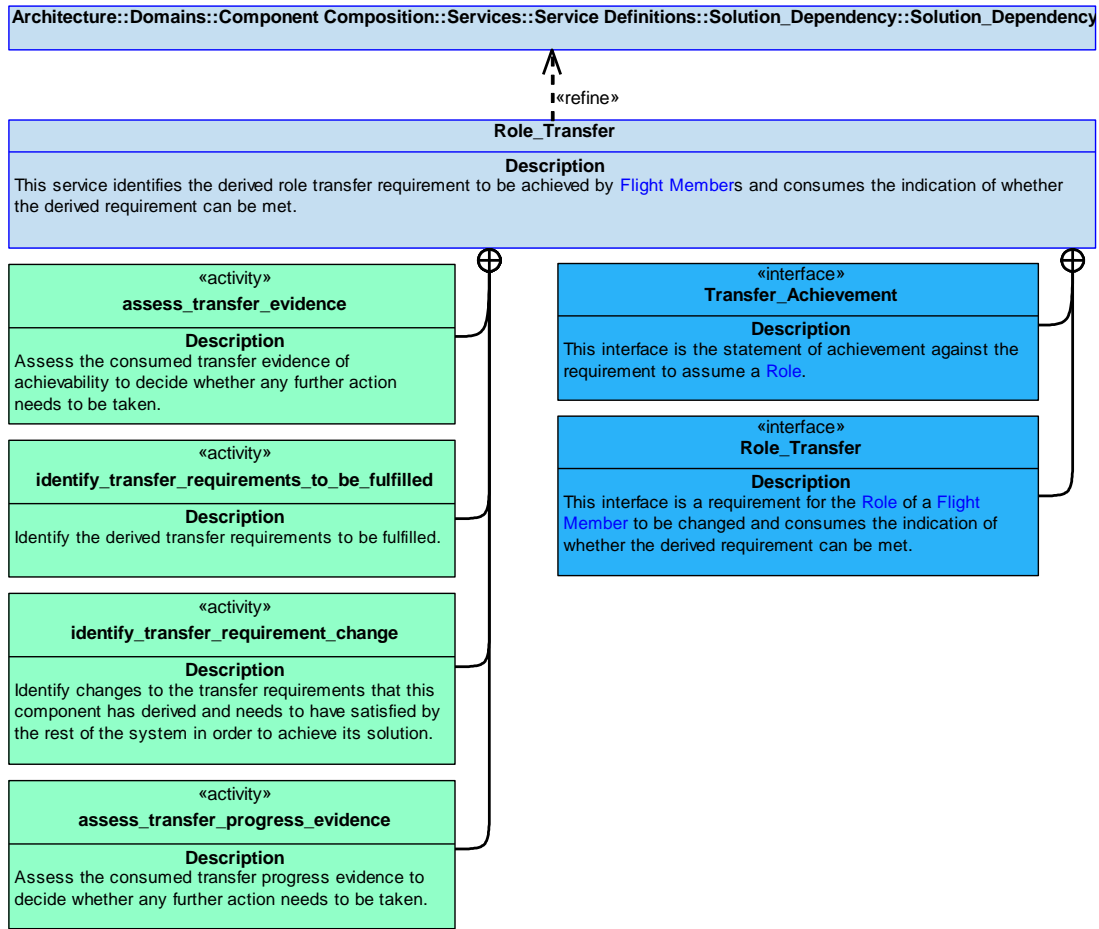 Architecture::Domains::Component Composition::Services::Service Definitions::Solution_Dependency::Solution_Dependency
«refine»
Role_Transfer
Description
This service identifies the derived role transfer requirement to be achieved by Flight Members and consumes the indication of whether
the derived requirement can be met.
«activity»
assess_transfer_evidence
Description
Assess the consumed transfer evidence of
achievability to decide whether any further action
needs to be taken.
«activity»
identify_transfer_requirements_to_be_fulfilled
Description
Identify the derived transfer requirements to be fulfilled.
«activity»
identify_transfer_requirement_change
Description
Identify changes to the transfer requirements that this
component has derived and needs to have satisfied by
the rest of the system in order to achieve its solution.
«activity»
assess_transfer_progress_evidence
Description
Assess the consumed transfer progress evidence to
decide whether any further action needs to be taken.
«interface»
Transfer_Achievement
Description
This interface is the statement of achievement against the
requirement to assume a Role.
«interface»
Role_Transfer
Description
This interface is a requirement for the Role of a Flight
Member to be changed and consumes the indication of
whether the derived requirement can be met.